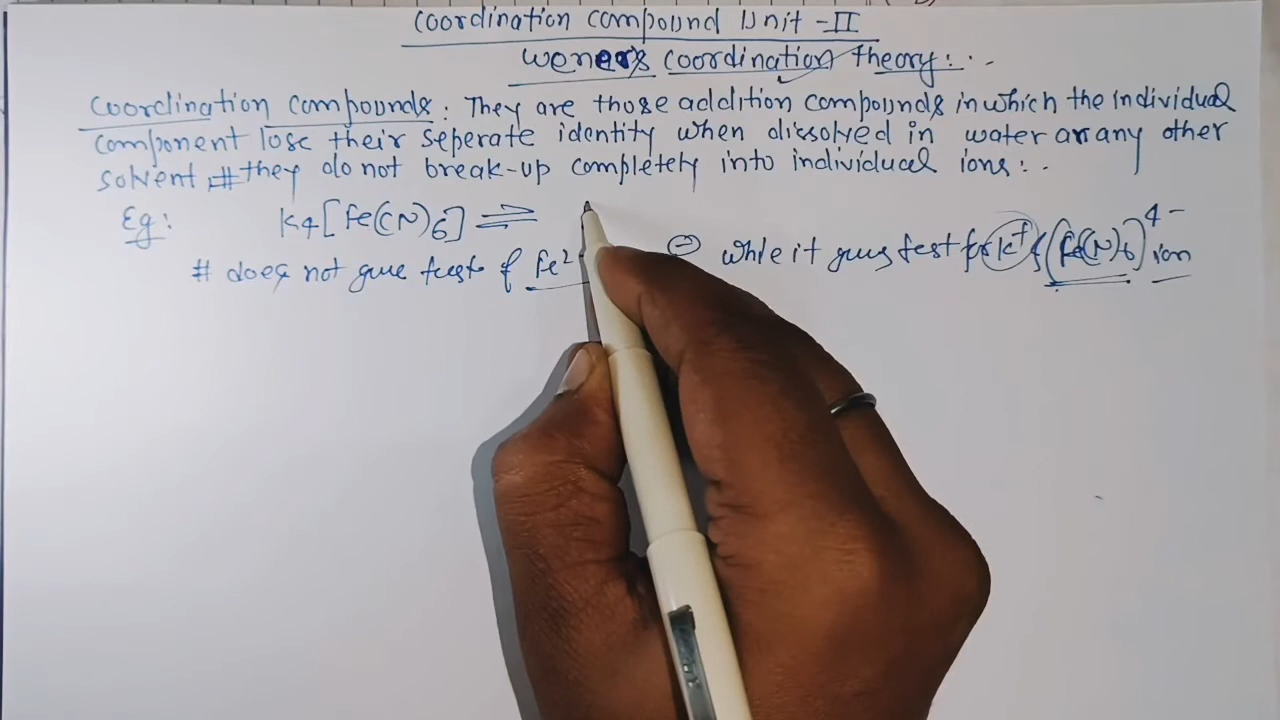 Coordination compound Unit -II
Weners coordination theory:..
Coordination compounds: They are those addition compounds in which the individual
component lose their seperate identity when dissolved in water or any other
solvent, # they do not break-up completely into individual ions:..
Eg: K4[Fe(CN)6] ⇌
# does not give test of Fe2 ⊖ while it gives test for K+ & (Fe(CN)6)4- ion